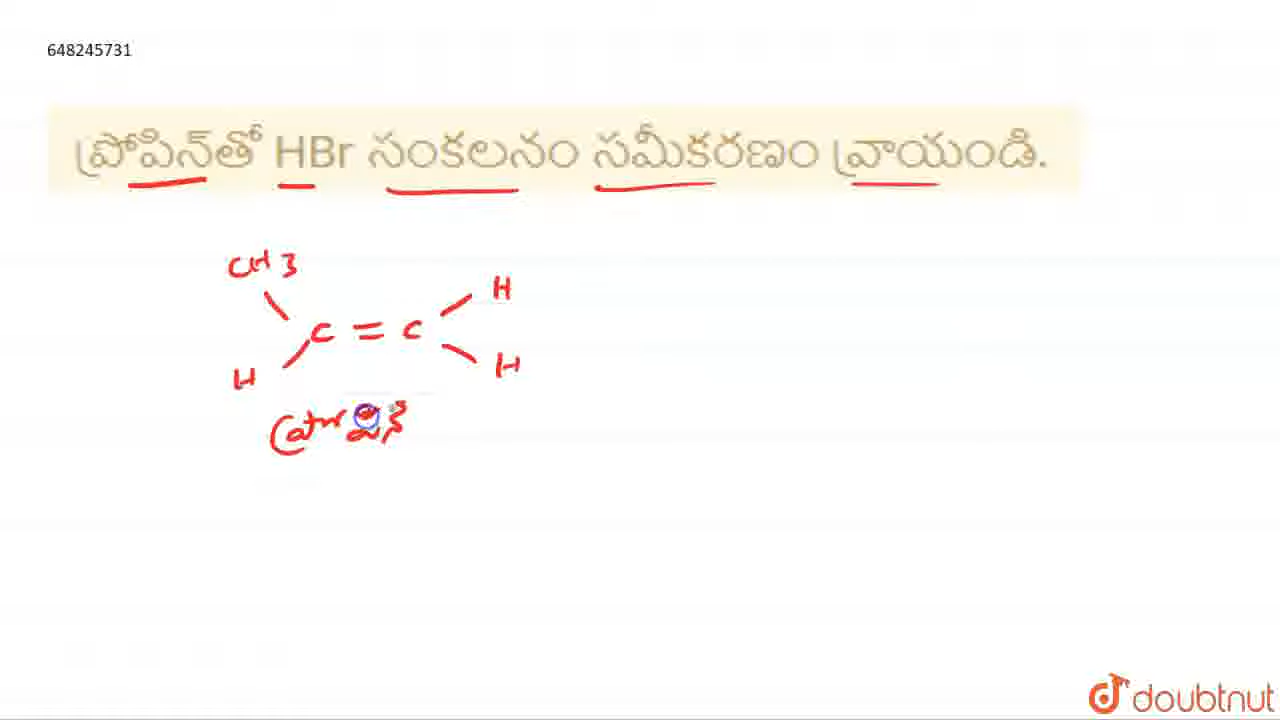 648245731
ప్రోపిన్‌తో HBr సంకలనం సమీకరణం వ్రాయండి.
CH3
H
C = C
H
H
doubtnut